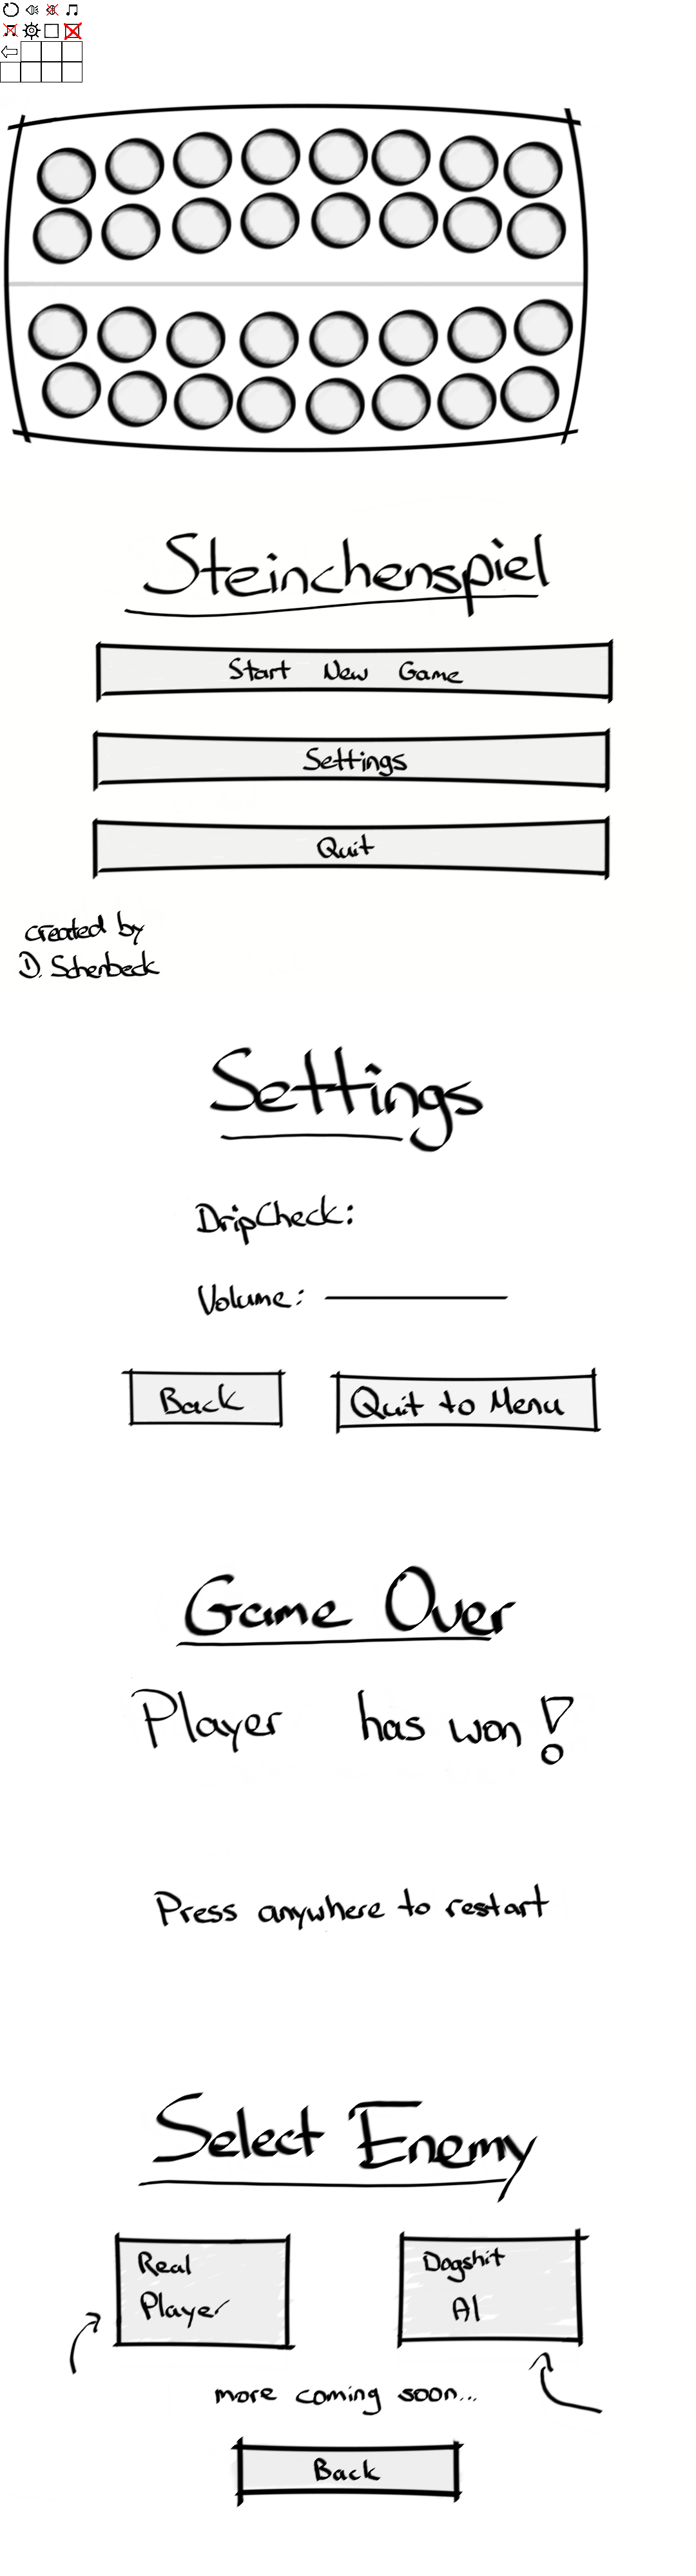 Steinchenspiel
Start New Game
Settings
Quit
created by
D. Schenbeck
Settings
DripCheck:
Volume:
Back
Quit to Menu
Game Over
Player has won!
Press anywhere to restart
Select Enemy
Real
Player
Dogshit
AI
more coming soon...
Back